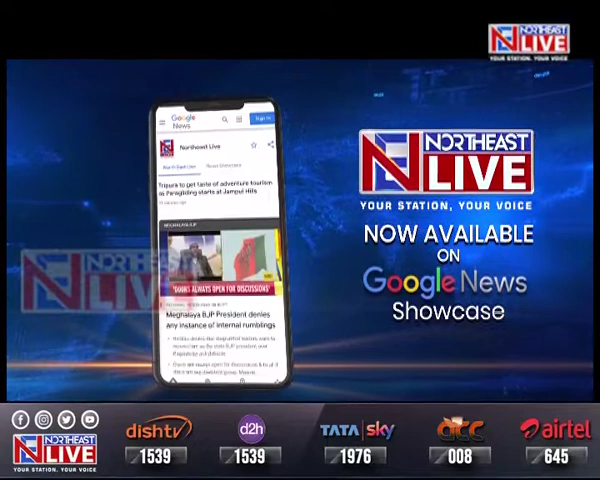 NORTHEAST
LIVE
YOUR STATION, YOUR VOICE
Google
News
Sign in
Northeast Live
Tripura to get taste of adventure tourism
as Paragliding starts at Jampui Hills
"DOORS ALWAYS OPEN FOR DISCUSSIONS"
Meghalaya BJP President denies
any instance of internal rumblings
NORTHEAST
LIVE
YOUR STATION, YOUR VOICE
NOW AVAILABLE
ON
Google News
Showcase
NORTHEAST
LIVE
NORTHEAST
LIVE
YOUR STATION, YOUR VOICE
dishtv
1539
d2h
1539
TATA sky
1976
acc
008
airtel
645